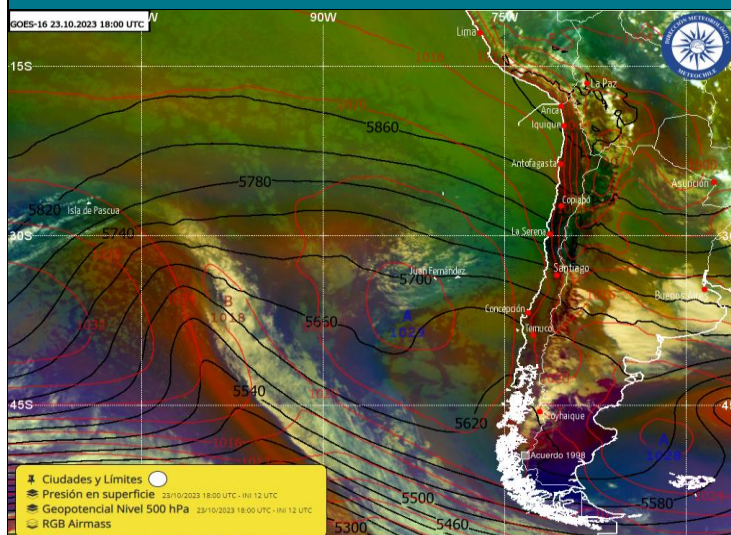 GOES-16 23.10.2023 18:00 UTC
90W
75W
DIRECCIÓN METEOROLÓGICA
METEOCHILE
Lima
1016
15S
La Paz
Arica
Iquique
5860
Antofagasta
5780
Asunción
5820
Isla de Pascua
Copiapó
5740
La Serena
30S
Juan Fernández
5700
Santiago
B
1018
Buenos Aires
A
1025
Concepción
5660
Temuco
5540
45S
5620
Coyhaique
A
1028
1016
Acuerdo 1998
Ciudades y Límites
Presión en superficie 23/10/2023 18:00 UTC - INI 12 UTC
Geopotencial Nivel 500 hPa 23/10/2023 18:00 UTC - INI 12 UTC
RGB Airmass
5500
5580
5460
5300